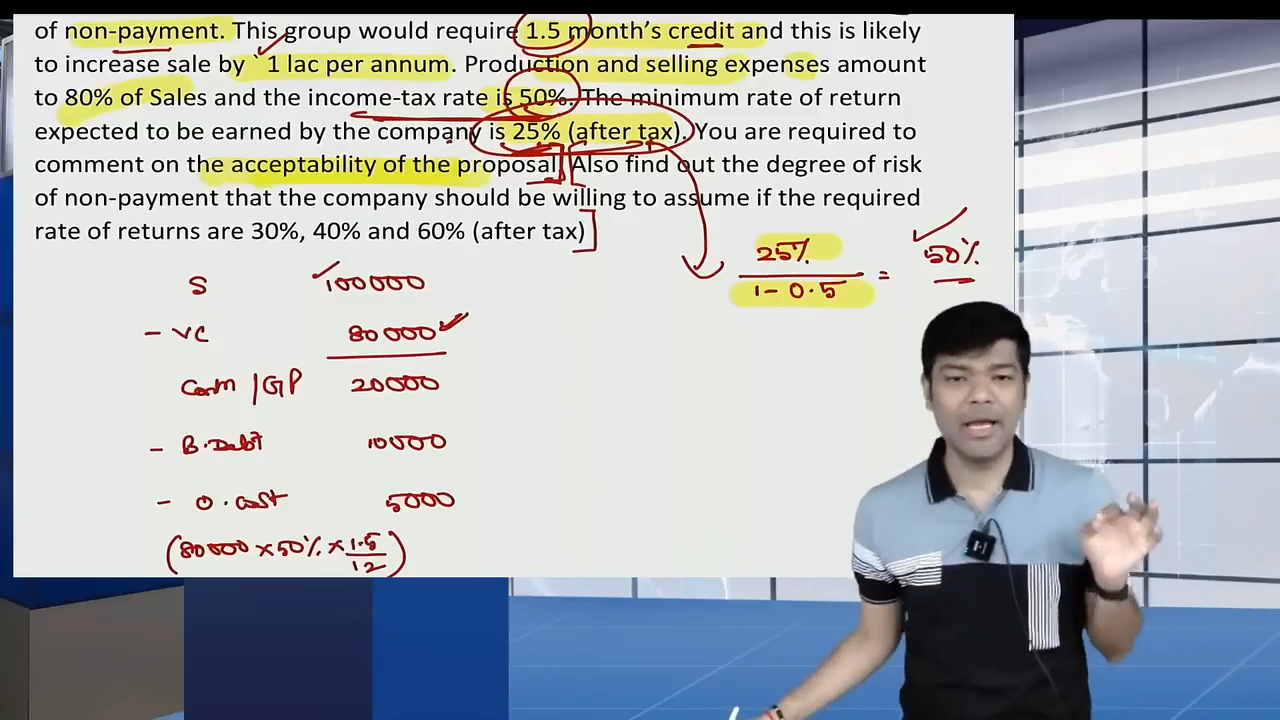 of non-payment. This group would require 1.5 month's credit and this is likely
to increase sale by ` 1 lac per annum. Production and selling expenses amount
to 80% of Sales and the income-tax rate is 50%. The minimum rate of return
expected to be earned by the company is 25% (after tax). You are required to
comment on the acceptability of the proposal. Also find out the degree of risk
of non-payment that the company should be willing to assume if the required
rate of returns are 30%, 40% and 60% (after tax)
25% / 1-0.5 = 50%
S 100000
- VC 80000
Com /GP 20000
- B.Debt 10000
- O.cost 5000
(80000 × 50% × 1.5/12)